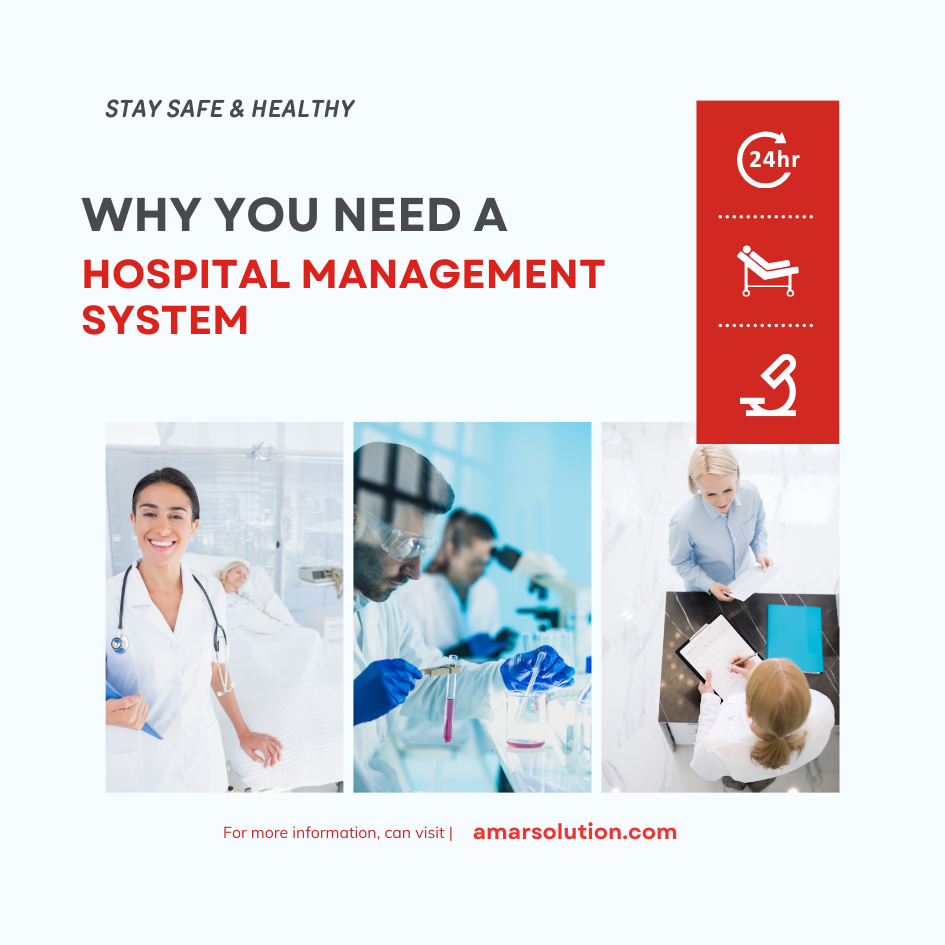 STAY SAFE & HEALTHY
WHY YOU NEED A
HOSPITAL MANAGEMENT
SYSTEM
24hr
For more information, can visit | amarsolution.com